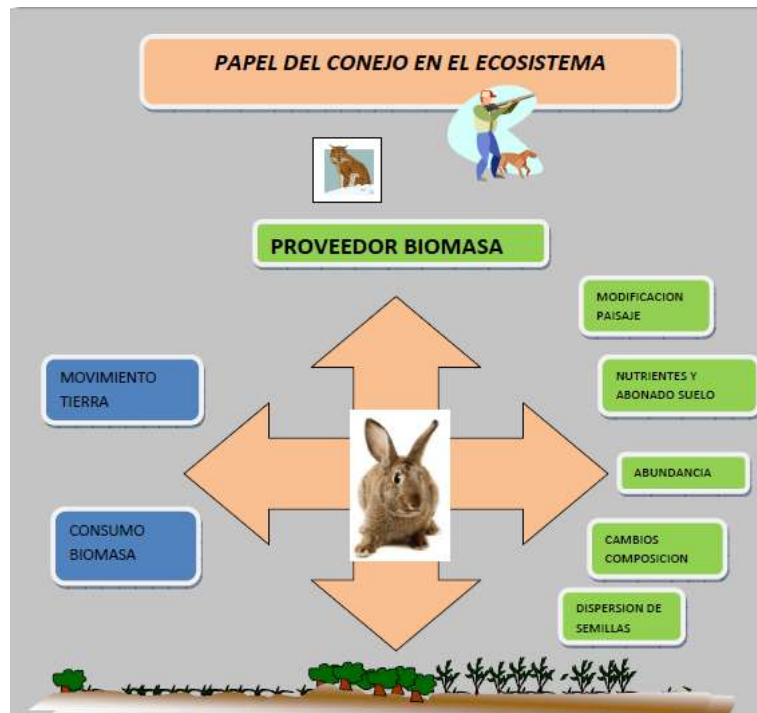 PAPEL DEL CONEJO EN EL ECOSISTEMA
PROVEEDOR BIOMASA
MODIFICACION
PAISAJE
MOVIMIENTO
TIERRA
NUTRIENTES Y
ABONADO SUELO
ABUNDANCIA
CONSUMO
BIOMASA
CAMBIOS
COMPOSICION
DISPERSION DE
SEMILLAS